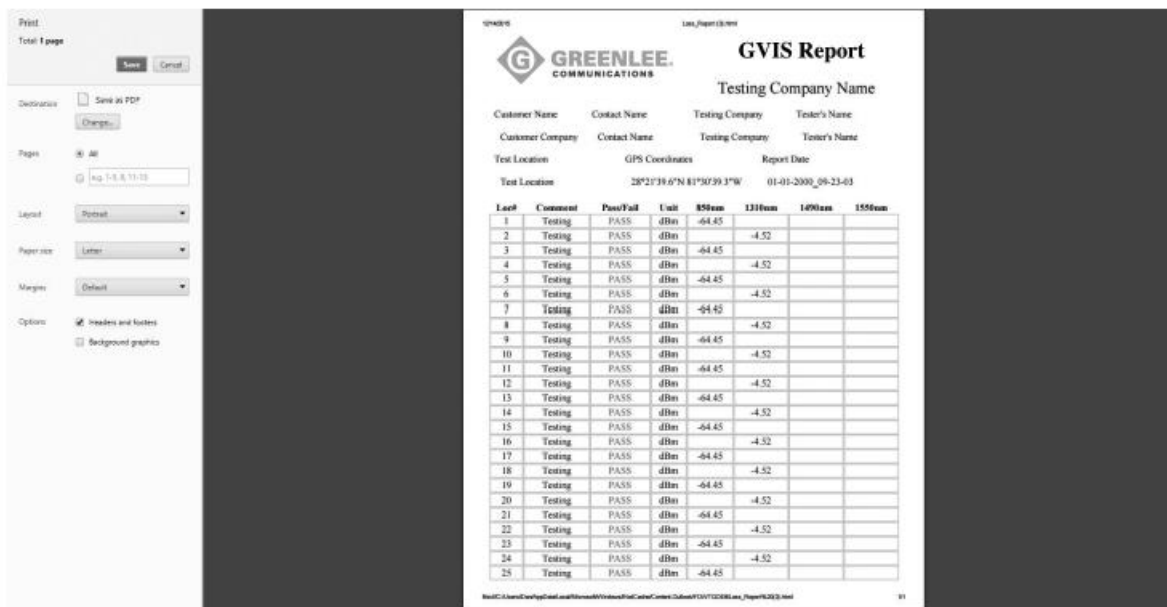 Print
Total: 1 page
Save Cancel
Destination Save as PDF
Change...
Pages All
e.g. 1-5, 8, 11-13
Layout Portrait
Paper size Letter
Margins Default
Options Headers and footers
Background graphics
GREENLEE.
COMMUNICATIONS
GVIS Report
Testing Company Name
Customer Name Contact Name Testing Company Tester's Name
Customer Company Contact Name Testing Company Tester's Name
Test Location GPS Coordinates Report Date
Test Location 28°21'39.6"N 81°30'39.3"W 01-01-2000_09-23-03
Loc# Comment Pass/Fail Unit 850nm 1310nm 1490nm 1550nm
1 Testing PASS dBm -64.45
2 Testing PASS dBm -4.52
3 Testing PASS dBm -64.45
4 Testing PASS dBm -4.52
5 Testing PASS dBm -64.45
6 Testing PASS dBm -4.52
7 Testing PASS dBm -64.45
8 Testing PASS dBm -4.52
9 Testing PASS dBm -64.45
10 Testing PASS dBm -4.52
11 Testing PASS dBm -64.45
12 Testing PASS dBm -4.52
13 Testing PASS dBm -64.45
14 Testing PASS dBm -4.52
15 Testing PASS dBm -64.45
16 Testing PASS dBm -4.52
17 Testing PASS dBm -64.45
18 Testing PASS dBm -4.52
19 Testing PASS dBm -64.45
20 Testing PASS dBm -4.52
21 Testing PASS dBm -64.45
22 Testing PASS dBm -4.52
23 Testing PASS dBm -64.45
24 Testing PASS dBm -4.52
25 Testing PASS dBm -64.45
1/1